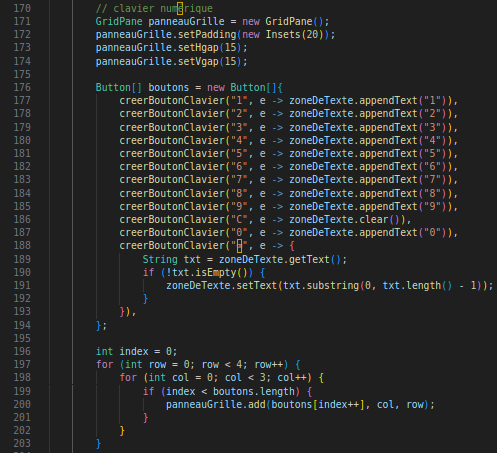 170 // clavier numérique
171 GridPane panneauGrille = new GridPane();
172 panneauGrille.setPadding(new Insets(20));
173 panneauGrille.setHgap(15);
174 panneauGrille.setVgap(15);
175
176 Button[] boutons = new Button[]{
177 creerBoutonClavier("1", e -> zoneDeTexte.appendText("1")),
178 creerBoutonClavier("2", e -> zoneDeTexte.appendText("2")),
179 creerBoutonClavier("3", e -> zoneDeTexte.appendText("3")),
180 creerBoutonClavier("4", e -> zoneDeTexte.appendText("4")),
181 creerBoutonClavier("5", e -> zoneDeTexte.appendText("5")),
182 creerBoutonClavier("6", e -> zoneDeTexte.appendText("6")),
183 creerBoutonClavier("7", e -> zoneDeTexte.appendText("7")),
184 creerBoutonClavier("8", e -> zoneDeTexte.appendText("8")),
185 creerBoutonClavier("9", e -> zoneDeTexte.appendText("9")),
186 creerBoutonClavier("C", e -> zoneDeTexte.clear()),
187 creerBoutonClavier("0", e -> zoneDeTexte.appendText("0")),
188 creerBoutonClavier(" ", e -> {
189 String txt = zoneDeTexte.getText();
190 if (!txt.isEmpty()) {
191 zoneDeTexte.setText(txt.substring(0, txt.length() - 1));
192 }
193 }),
194 };
195
196 int index = 0;
197 for (int row = 0; row < 4; row++) {
198 for (int col = 0; col < 3; col++) {
199 if (index < boutons.length) {
200 panneauGrille.add(boutons[index++], col, row);
201 }
202 }
203 }